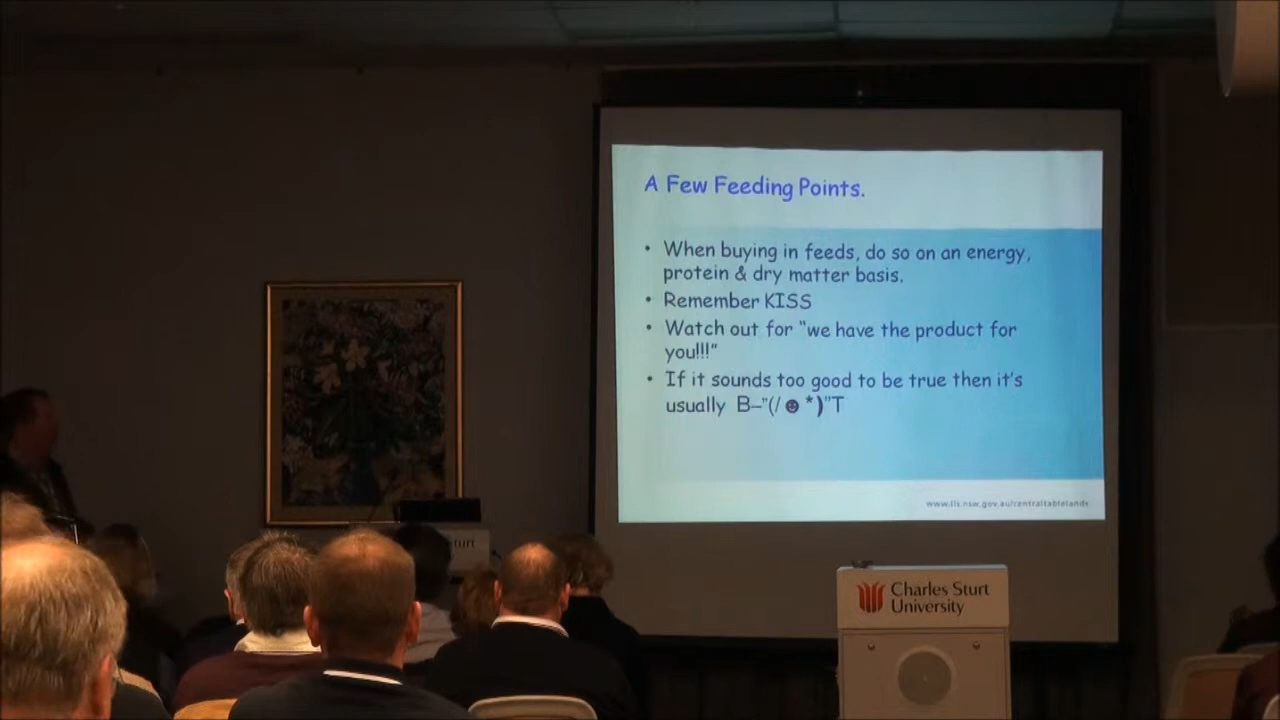 A Few Feeding Points.
• When buying in feeds, do so on an energy,
protein & dry matter basis.
• Remember KISS
• Watch out for “we have the product for
you!!!”
• If it sounds too good to be true then it’s
usually B–”(/☻*)”T
www.lls.nsw.gov.au/centraltablelands
Sturt
Charles Sturt
University